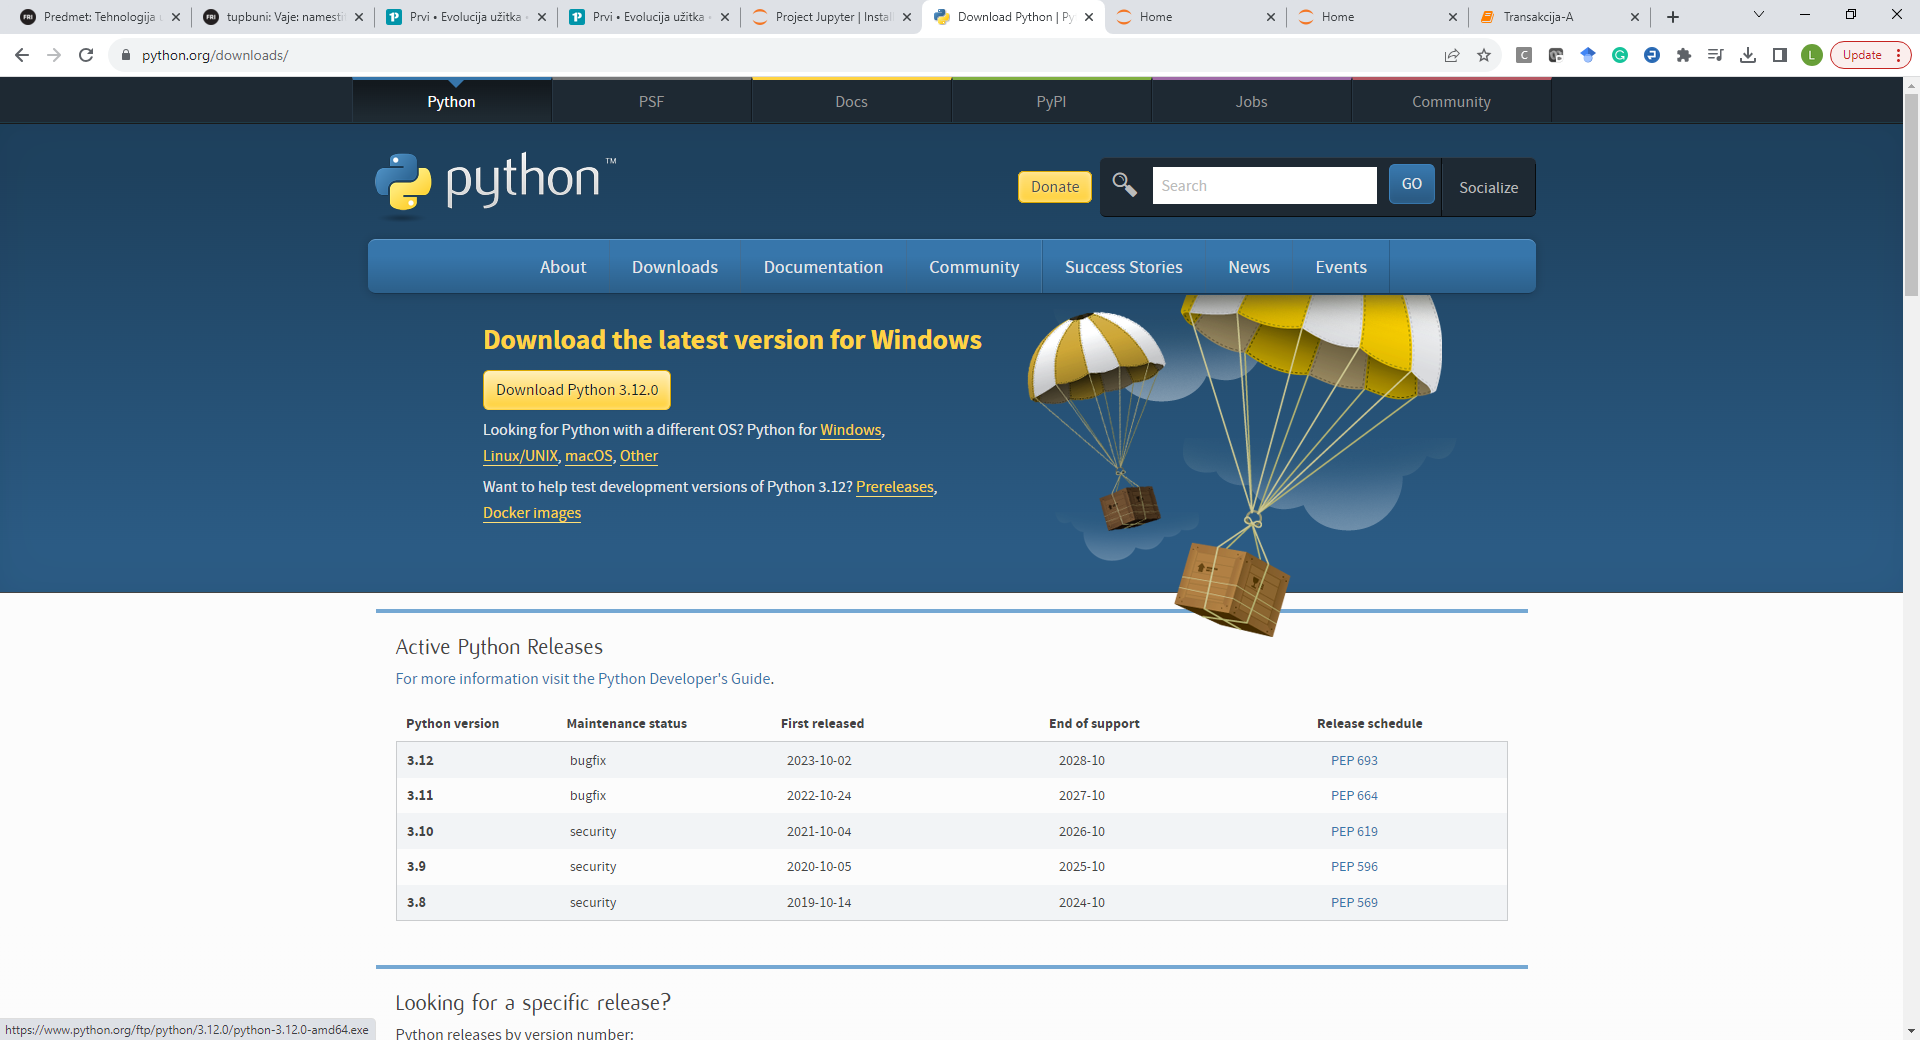 Predmet: Tehnologija
tupbuni: Vaje: namesti
Prvi • Evolucija užitka
Prvi • Evolucija užitka
Project Jupyter | Instal
Download Python | Py
Home
Home
Transakcija-A
python.org/downloads/
L
Update
Python
PSF
Docs
PyPI
Jobs
Community
python™
Donate
Search
GO
Socialize
About
Downloads
Documentation
Community
Success Stories
News
Events
Download the latest version for Windows
Download Python 3.12.0
Looking for Python with a different OS? Python for Windows,
Linux/UNIX, macOS, Other
Want to help test development versions of Python 3.12? Prereleases,
Docker images
Active Python Releases
For more information visit the Python Developer's Guide.
Python version Maintenance status First released End of support Release schedule
3.12 bugfix 2023-10-02 2028-10 PEP 693
3.11 bugfix 2022-10-24 2027-10 PEP 664
3.10 security 2021-10-04 2026-10 PEP 619
3.9 security 2020-10-05 2025-10 PEP 596
3.8 security 2019-10-14 2024-10 PEP 569
Looking for a specific release?
Python releases by version number:
https://www.python.org/ftp/python/3.12.0/python-3.12.0-amd64.exe